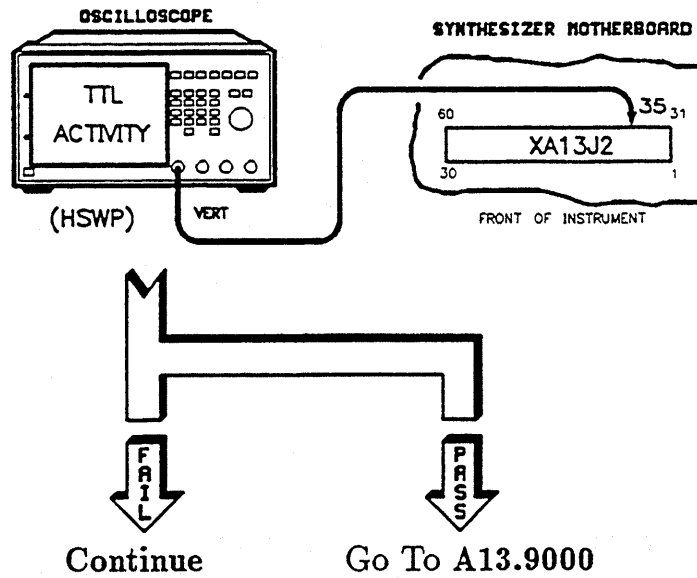 OSCILLOSCOPE
SYNTHESIZER MOTHERBOARD
TTL
ACTIVITY
35
60
31
XA13J2
30
1
(HSWP)
VERT
FRONT OF INSTRUMENT
FAIL
PASS
Continue
Go To A13.9000